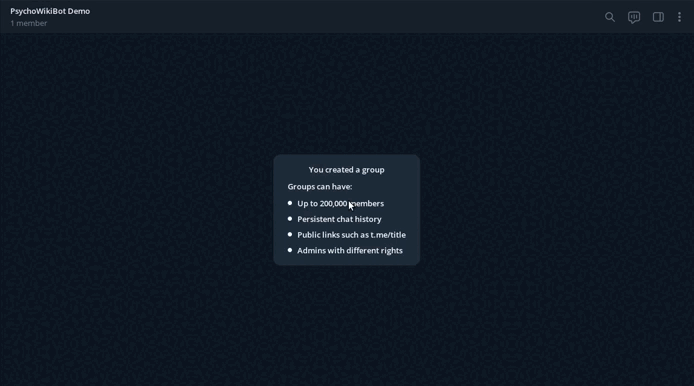 PsychoWikiBot Demo
1 member
You created a group
Groups can have:
Up to 200,000 members
Persistent chat history
Public links such as t.me/title
Admins with different rights